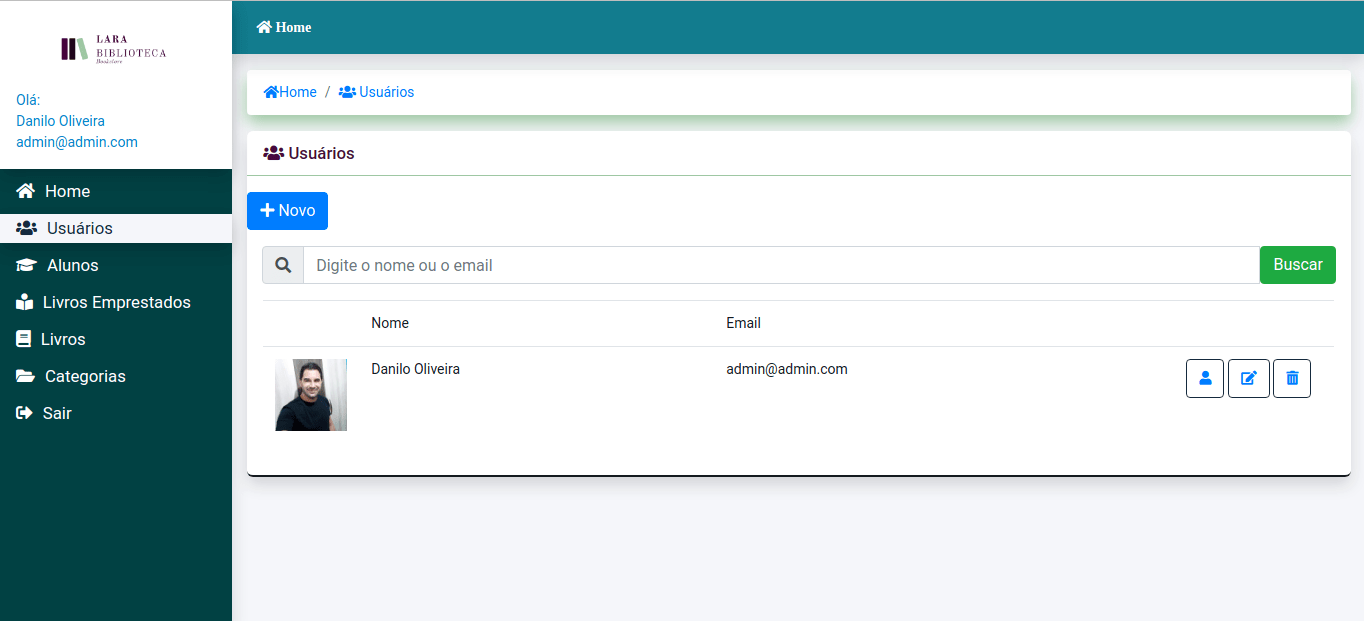 LARA
BIBLIOTECA
Bookstore
Olá:
Danilo Oliveira
admin@admin.com
Home
Usuários
Alunos
Livros Emprestados
Livros
Categorias
Sair
Home
Home / Usuários
Usuários
Novo
Digite o nome ou o email
Buscar
Nome Email
Danilo Oliveira admin@admin.com